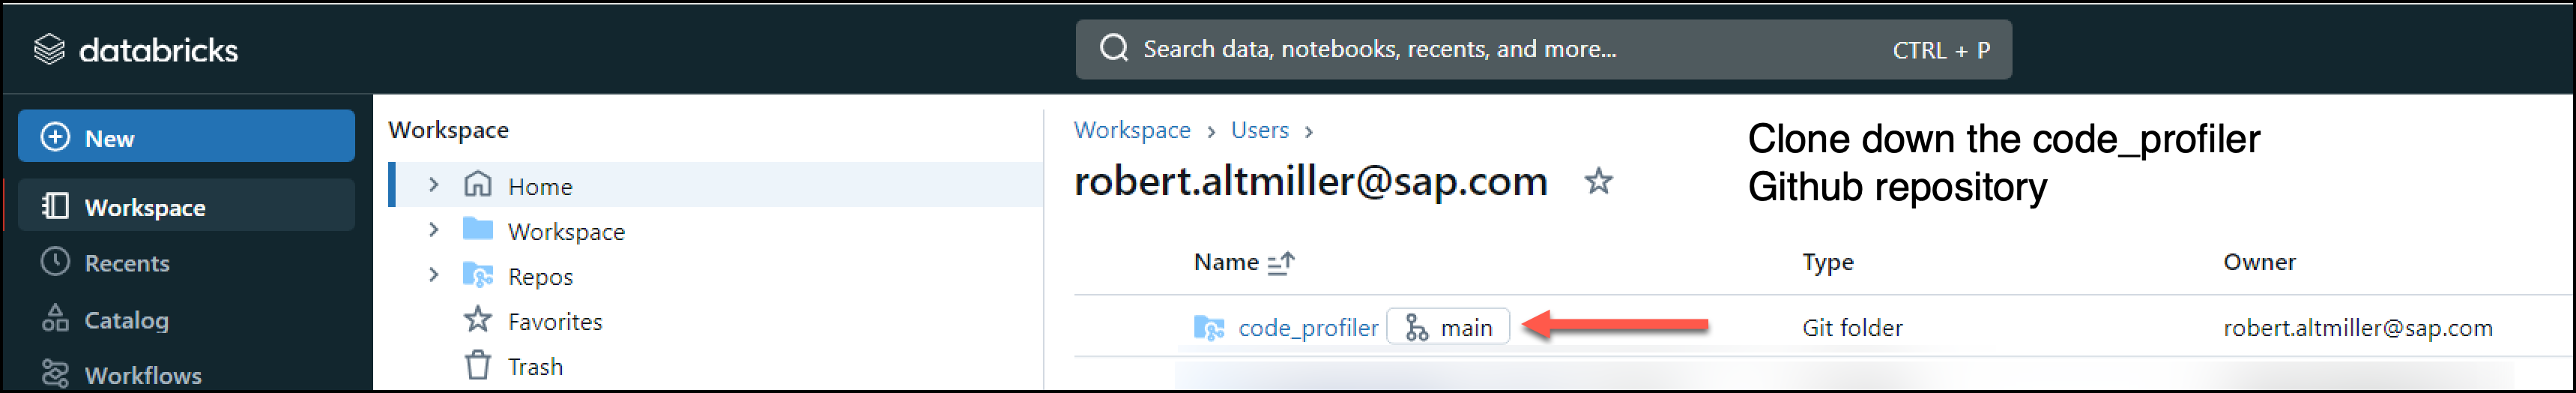 databricks
Search data, notebooks, recents, and more... CTRL + P
New
Workspace
Recents
Catalog
Workflows
Workspace
Home
Workspace
Repos
Favorites
Trash
Workspace › Users ›
robert.altmiller@sap.com
Clone down the code_profiler
Github repository
Name Type Owner
code_profiler main Git folder robert.altmiller@sap.com